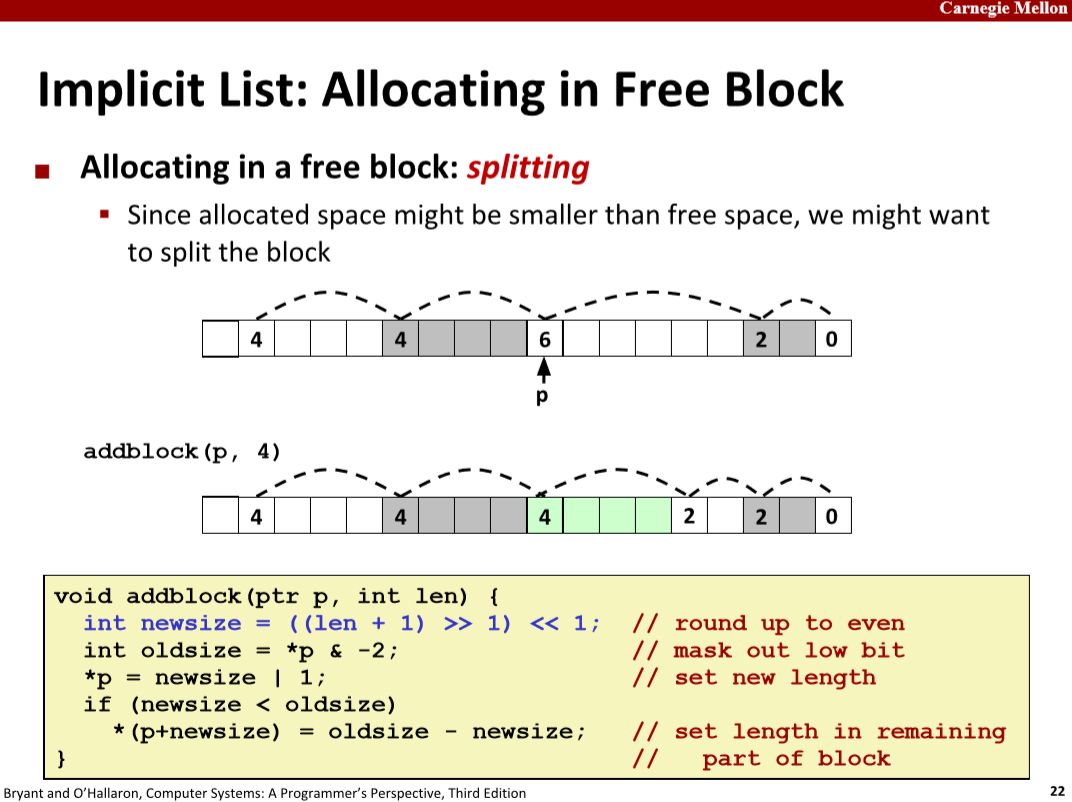 Carnegie Mellon
Implicit List: Allocating in Free Block
Allocating in a free block: splitting
Since allocated space might be smaller than free space, we might want
to split the block
4 4 6 2 0
p
addblock(p, 4)
4 4 4 2 2 0
void addblock(ptr p, int len) {
int newsize = ((len + 1) >> 1) << 1; // round up to even
int oldsize = *p & -2; // mask out low bit
*p = newsize | 1; // set new length
if (newsize < oldsize)
*(p+newsize) = oldsize - newsize; // set length in remaining
} // part of block
Bryant and O’Hallaron, Computer Systems: A Programmer’s Perspective, Third Edition
22